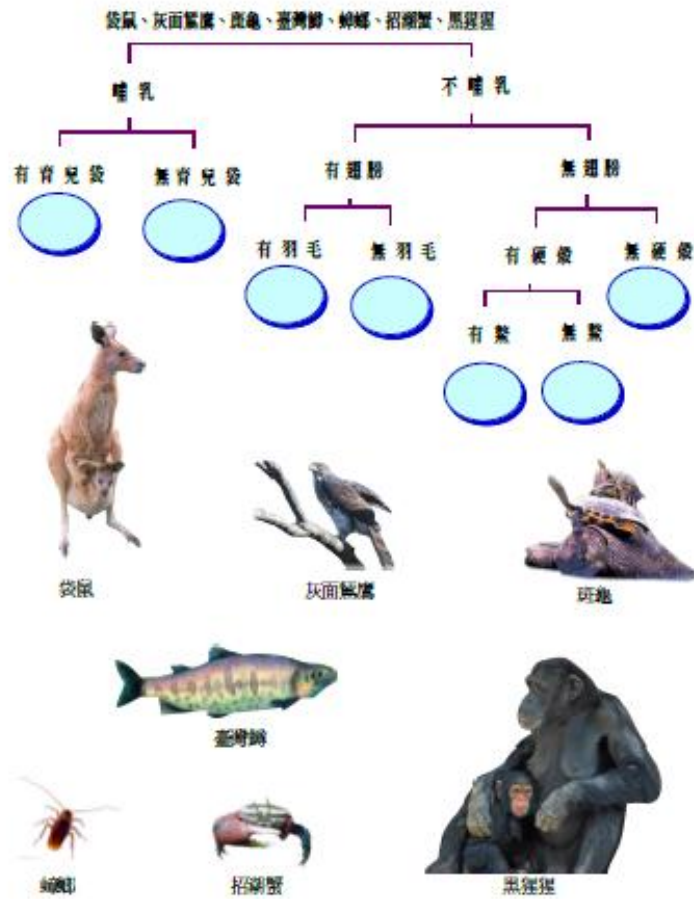 袋鼠、灰面鵟鷹、斑龜、臺灣鱒、蟑螂、招潮蟹、黑猩猩
哺乳
不哺乳
有育兒袋
無育兒袋
有翅膀
無翅膀
有羽毛
無羽毛
有硬殼
無硬殼
有螯
無螯
袋鼠
灰面鵟鷹
斑龜
臺灣鱒
蟑螂
招潮蟹
黑猩猩